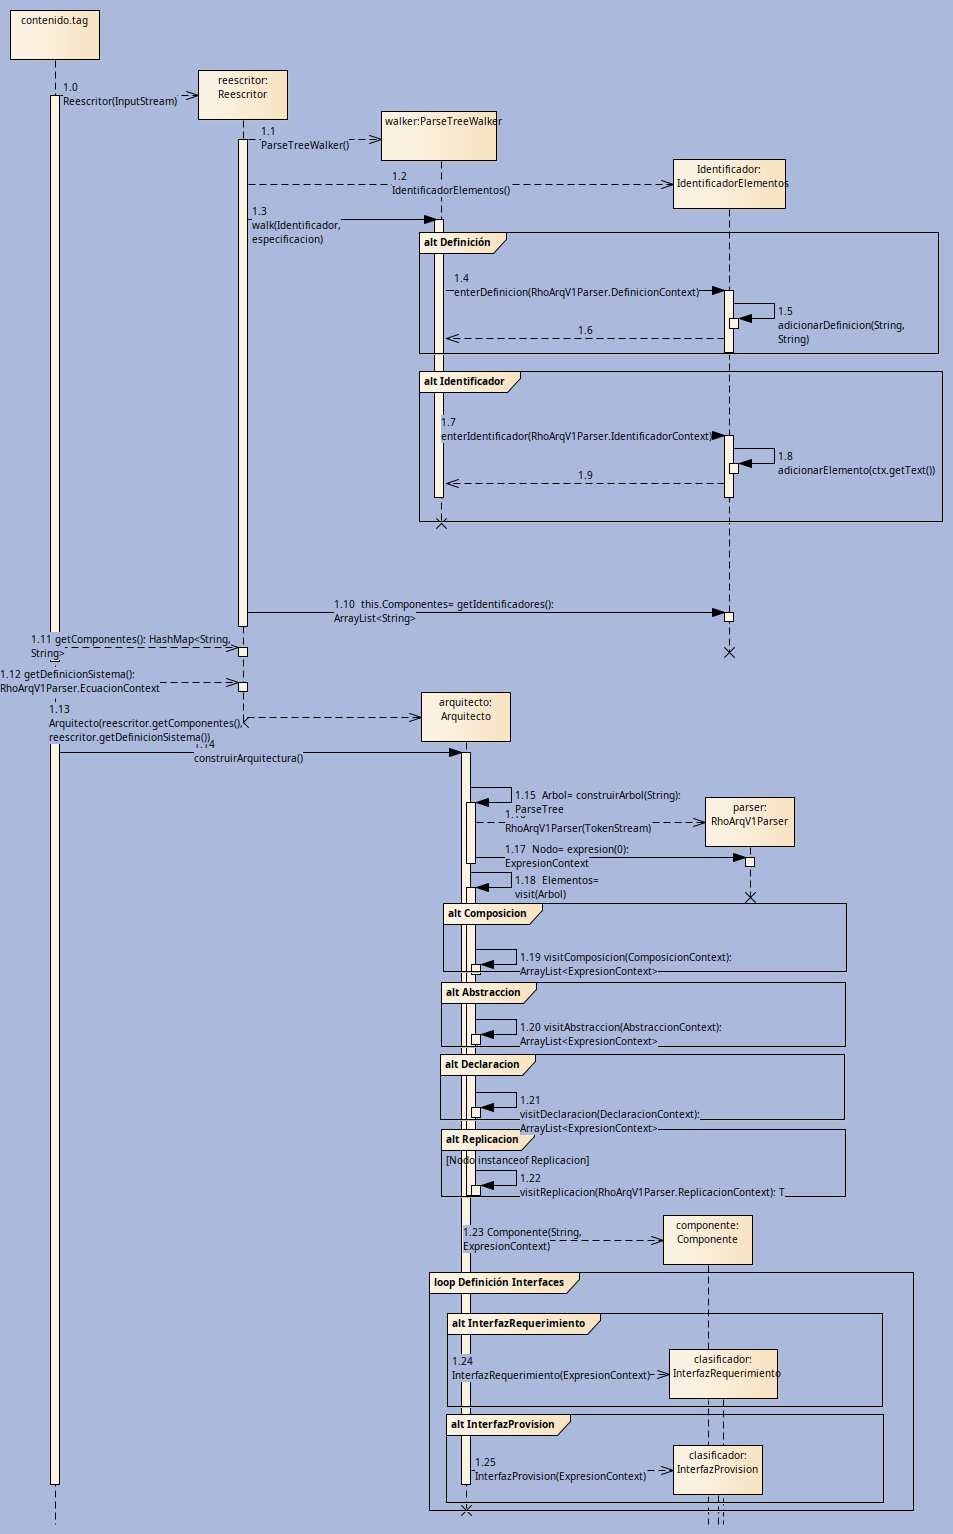 contenido.tag
reescritor:
Reescritor
1.0
Reescritor(InputStream)
walker:ParseTreeWalker
1.1
ParseTreeWalker()
Identificador:
IdentificadorElementos
1.2
IdentificadorElementos()
1.3
walk(Identificador,
especificacion)
alt Definición
1.4
enterDefinicion(RhoArqV1Parser.DefinicionContext)
1.5
adicionarDefinicion(String,
String)
1.6
alt Identificador
1.7
enterIdentificador(RhoArqV1Parser.IdentificadorContext)
1.8
adicionarElemento(ctx.getText())
1.9
1.10 this.Componentes= getIdentificadores():
ArrayList<String>
1.11 getComponentes(): HashMap<String,
String>
1.12 getDefinicionSistema():
RhoArqV1Parser.EcuacionContext
arquitecto:
Arquitecto
1.13
Arquitecto(reescritor.getComponentes(),
reescritor.getDefinicionSistema())
1.14
construirArquitectura()
1.15 Arbol= construirArbol(String):
ParseTree
parser:
RhoArqV1Parser
RhoArqV1Parser(TokenStream)
1.17 Nodo= expresion(0):
ExpresionContext
1.18 Elementos=
visit(Arbol)
alt Composicion
1.19 visitComposicion(ComposicionContext):
ArrayList<ExpresionContext>
alt Abstraccion
1.20 visitAbstraccion(AbstraccionContext):
ArrayList<ExpresionContext>
alt Declaracion
1.21
visitDeclaracion(DeclaracionContext):
ArrayList<ExpresionContext>
alt Replicacion
[Nodo instanceof Replicacion]
1.22
visitReplicacion(RhoArqV1Parser.ReplicacionContext): T
componente:
Componente
1.23 Componente(String,
ExpresionContext)
loop Definición Interfaces
alt InterfazRequerimiento
clasificador:
InterfazRequerimiento
1.24
InterfazRequerimiento(ExpresionContext)
alt InterfazProvision
clasificador:
InterfazProvision
1.25
InterfazProvision(ExpresionContext)